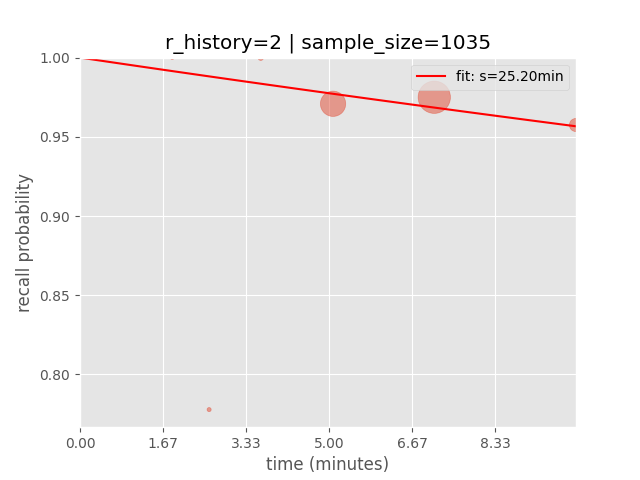 r_history=2 | sample_size=1035
fit: s=25.20min
1.00
0.95
0.90
0.85
0.80
recall probability
0.00 1.67 3.33 5.00 6.67 8.33
time (minutes)